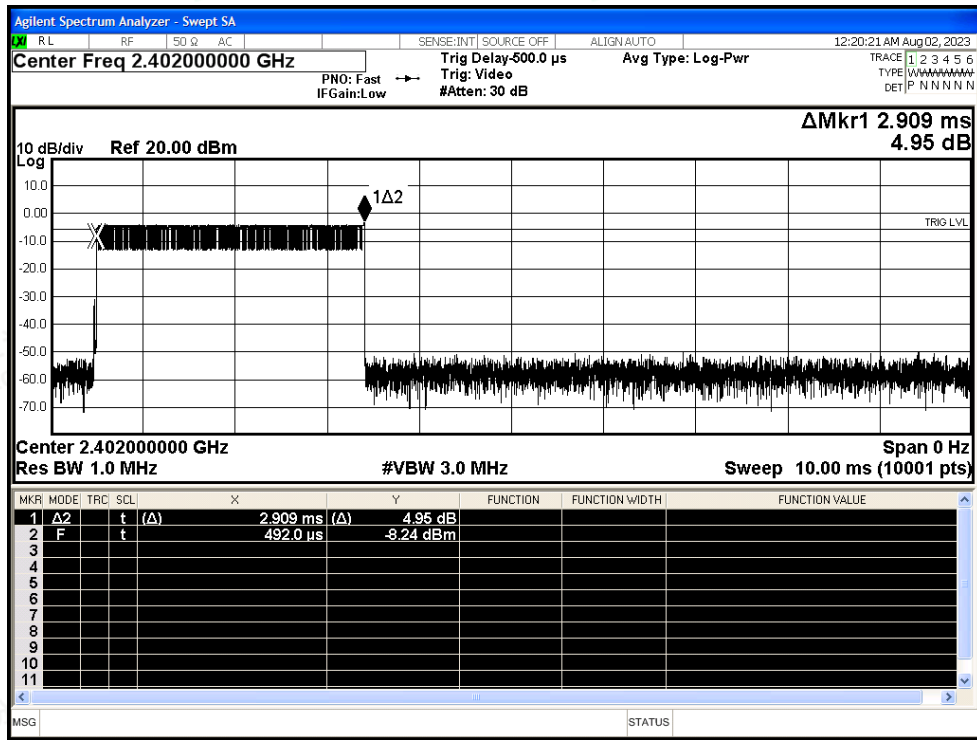 Agilent Spectrum Analyzer - Swept SA
LXI RL RF 50 Ω AC SENSE:INT SOURCE OFF ALIGN AUTO 12:20:21 AM Aug 02, 2023
Center Freq 2.402000000 GHz Trig Delay-500.0 µs Avg Type: Log-Pwr TRACE 1 2 3 4 5 6
PNO: Fast Trig: Video TYPE WWWWWW
IFGain:Low #Atten: 30 dB DET P N N N N N
ΔMkr1 2.909 ms
10 dB/div Ref 20.00 dBm 4.95 dB
Log
10.0
1Δ2
0.00
TRIG LVL
-10.0
-20.0
-30.0
-40.0
-50.0
-60.0
-70.0
Center 2.402000000 GHz Span 0 Hz
Res BW 1.0 MHz #VBW 3.0 MHz Sweep 10.00 ms (10001 pts)
MKR MODE TRC SCL X Y FUNCTION FUNCTION WIDTH FUNCTION VALUE
1 Δ2 t (Δ) 2.909 ms (Δ) 4.95 dB
2 F t 492.0 µs -8.24 dBm
3
4
5
6
7
8
9
10
11
MSG STATUS